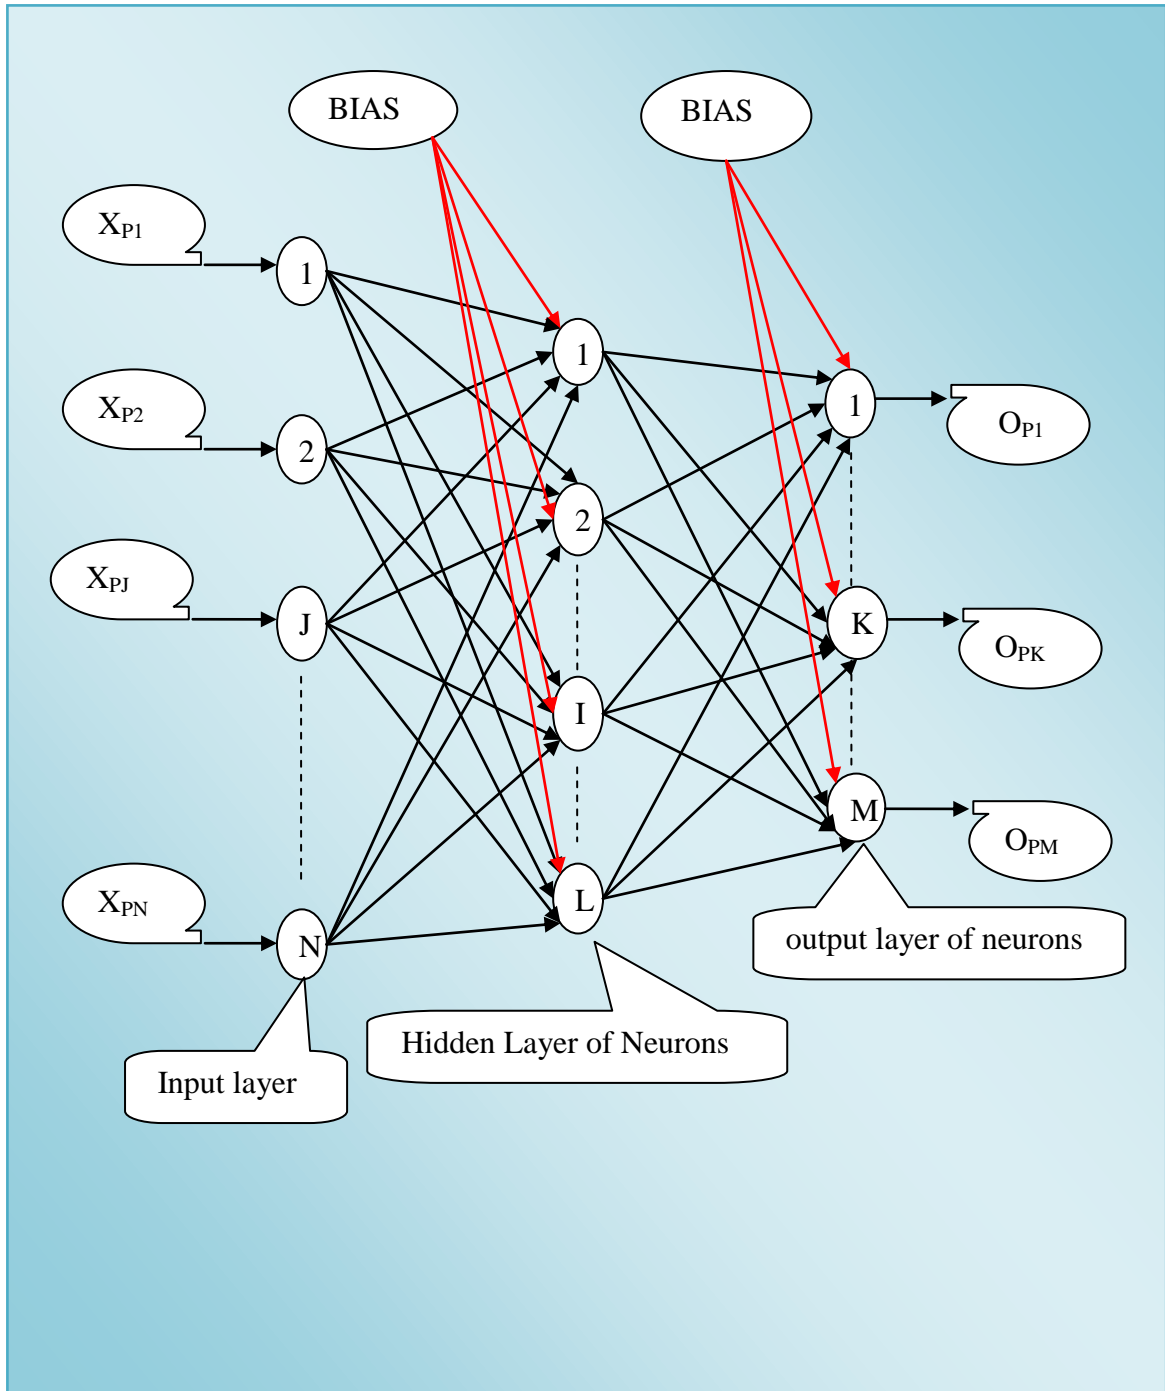 BIAS
BIAS
XP1
1
1
XP2
2
1
OP1
2
XPJ
J
K
OPK
I
M
OPM
XPN
N
L
output layer of neurons
Hidden Layer of Neurons
Input layer